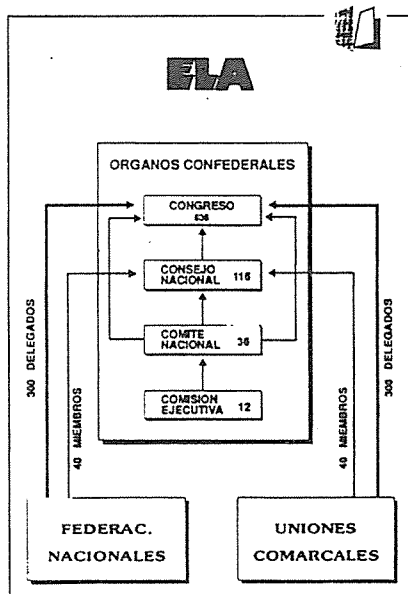 ELA
ORGANOS CONFEDERALES
CONGRESO
636
CONSEJO
NACIONAL 116
COMITE
NACIONAL 36
COMISION
EJECUTIVA 12
300 DELEGADOS
40 MIEMBROS
40 MIEMBROS
300 DELEGADOS
FEDERAC.
NACIONALES
UNIONES
COMARCALES